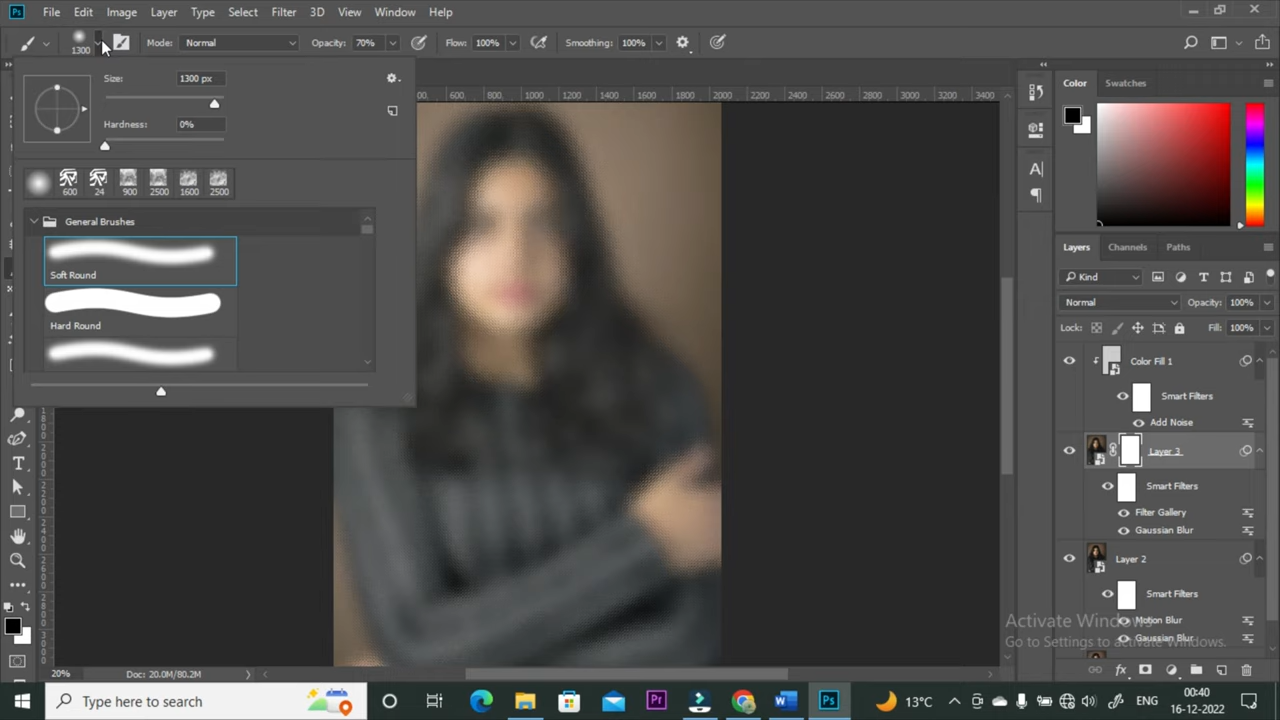 Ps File Edit Image Layer Type Select Filter 3D View Window Help
1300 Mode: Normal Opacity: 70% Flow: 100% Smoothing: 100%
Size: 1300 px
Hardness: 0%
600 24 900 2500 1600 2500
General Brushes
Soft Round
Hard Round
600. 800. 1000 1200 1400 1600 1800 2000 2200 2400 2600 2800 3000 3200 3400
Color Swatches
Layers Channels Paths
Kind
Normal Opacity: 100%
Lock: Fill: 100%
Color Fill 1
Smart Filters
Add Noise
Layer 3
Smart Filters
Filter Gallery
Gaussian Blur
Layer 2
Smart Filters
Motion Blur
Gaussian Blur
Activate Windows
Go to Settings to activate Windows.
20% Doc: 20.0M/80.2M
Type here to search
Pr
Ps
13°C
ENG
00:40
16-12-2022